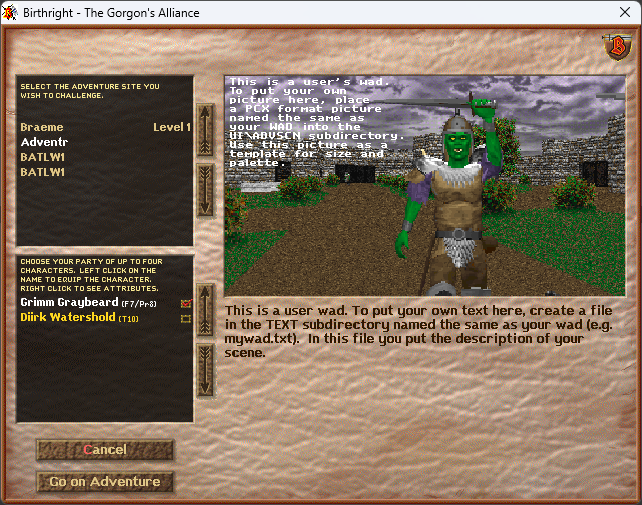 Birthright - The Gorgon's Alliance
SELECT THE ADVENTURE SITE YOU
WISH TO CHALLENGE.
Braeme Level 1
Adventr
BATLW1
BATLW1
CHOOSE YOUR PARTY OF UP TO FOUR
CHARACTERS. LEFT CLICK ON THE
NAME TO EQUIP THE CHARACTER.
RIGHT CLICK TO SEE ATTRIBUTES.
Grimm Graybeard (F7/Pr8)
Diirk Watershold (T10)
Cancel
Go on Adventure
This is a user's wad.
To put your own
picture here, place
a PCX format picture
named the same as
your WAD into the
UI\ADVSCN subdirectory.
Use this picture as a
template for size and
palette.
This is a user wad. To put your own text here, create a file
in the TEXT subdirectory named the same as your wad (e.g.
mywad.txt). In this file you put the description of your
scene.